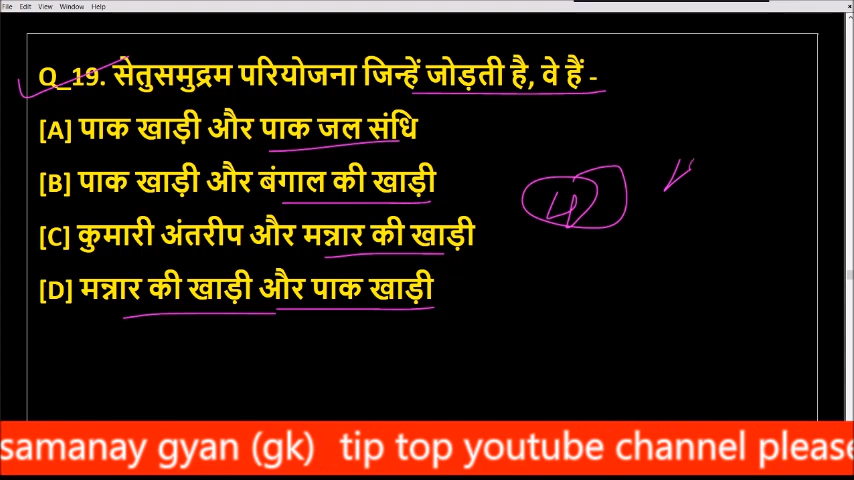 File Edit View Window Help
Q_19. सेतुसमुद्रम परियोजना जिन्हें जोड़ती है, वे हैं -
[A] पाक खाड़ी और पाक जल संधि
[B] पाक खाड़ी और बंगाल की खाड़ी
[C] कुमारी अंतरीप और मन्नार की खाड़ी
[D] मन्नार की खाड़ी और पाक खाड़ी
samanay gyan (gk) tip top youtube channel please